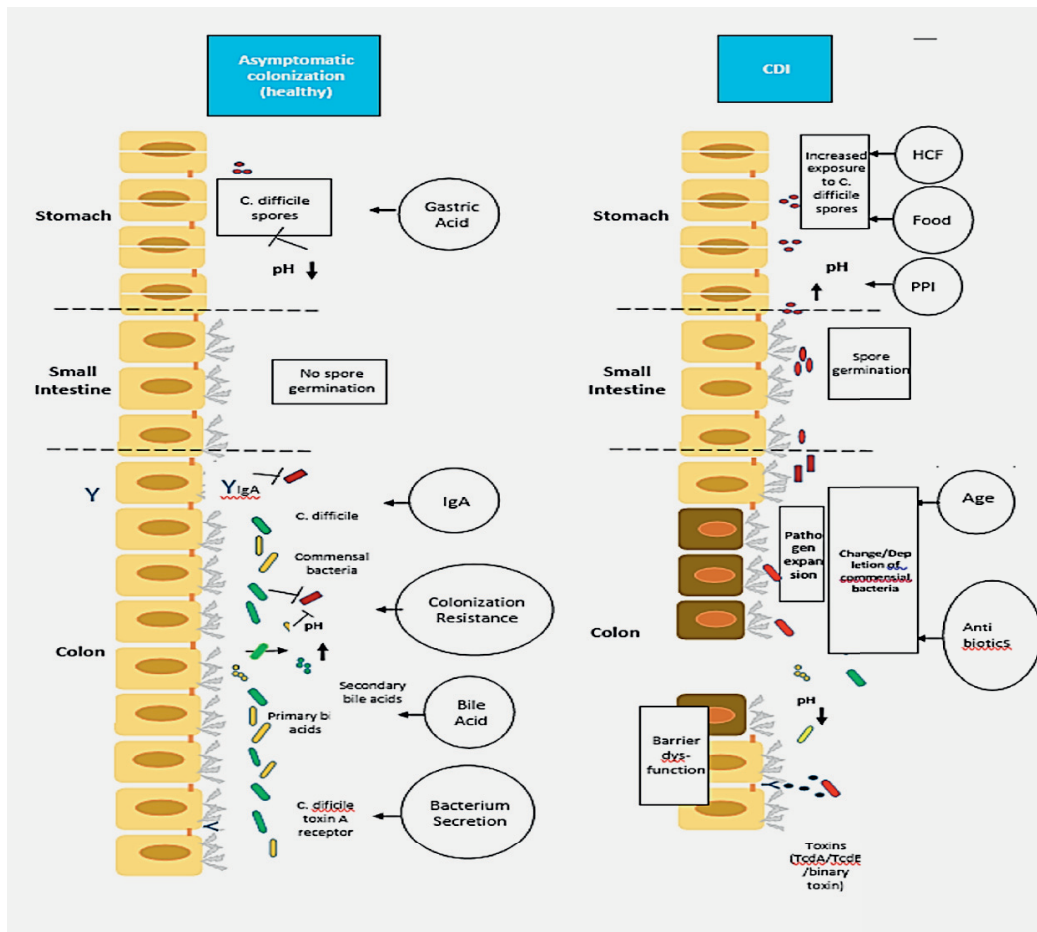 Asymptomatic
colonization
(healthy)
Stomach
C. difficile
spores
Gastric
Acid
pH
Small
Intestine
No spore
germination
Y
Y IgA
IgA
C. difficile
Commensal
bacteria
Colonization
Resistance
pH
Colon
Secondary
bile acids
Primary bi
acids
Bile
Acid
C. dificile
toxin A
receptor
Bacterium
Secretion
CDI
Stomach
Increased
exposure
to C.
difficile
spores
HCF
Food
pH
PPI
Small
Intestine
Spore
germination
Age
Patho
gen
expan
sion
Change/Dep
letion of
commensial
bacteria
Colon
Anti
bioticS
pH
Barrier
dys-
function
Toxins
(TcdA/TcdE
/binary
toxin)